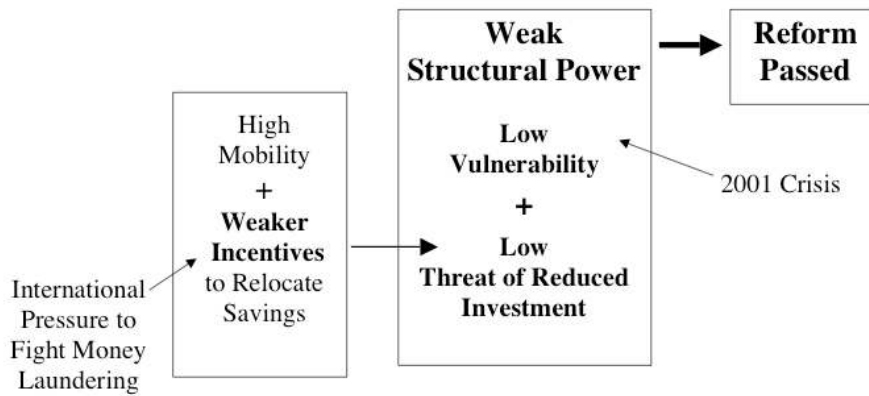 International
Pressure to
Fight Money
Laundering
High
Mobility
+
Weaker
Incentives
to Relocate
Savings
Weak
Structural Power
Low
Vulnerability
+
Low
Threat of Reduced
Investment
2001 Crisis
Reform
Passed